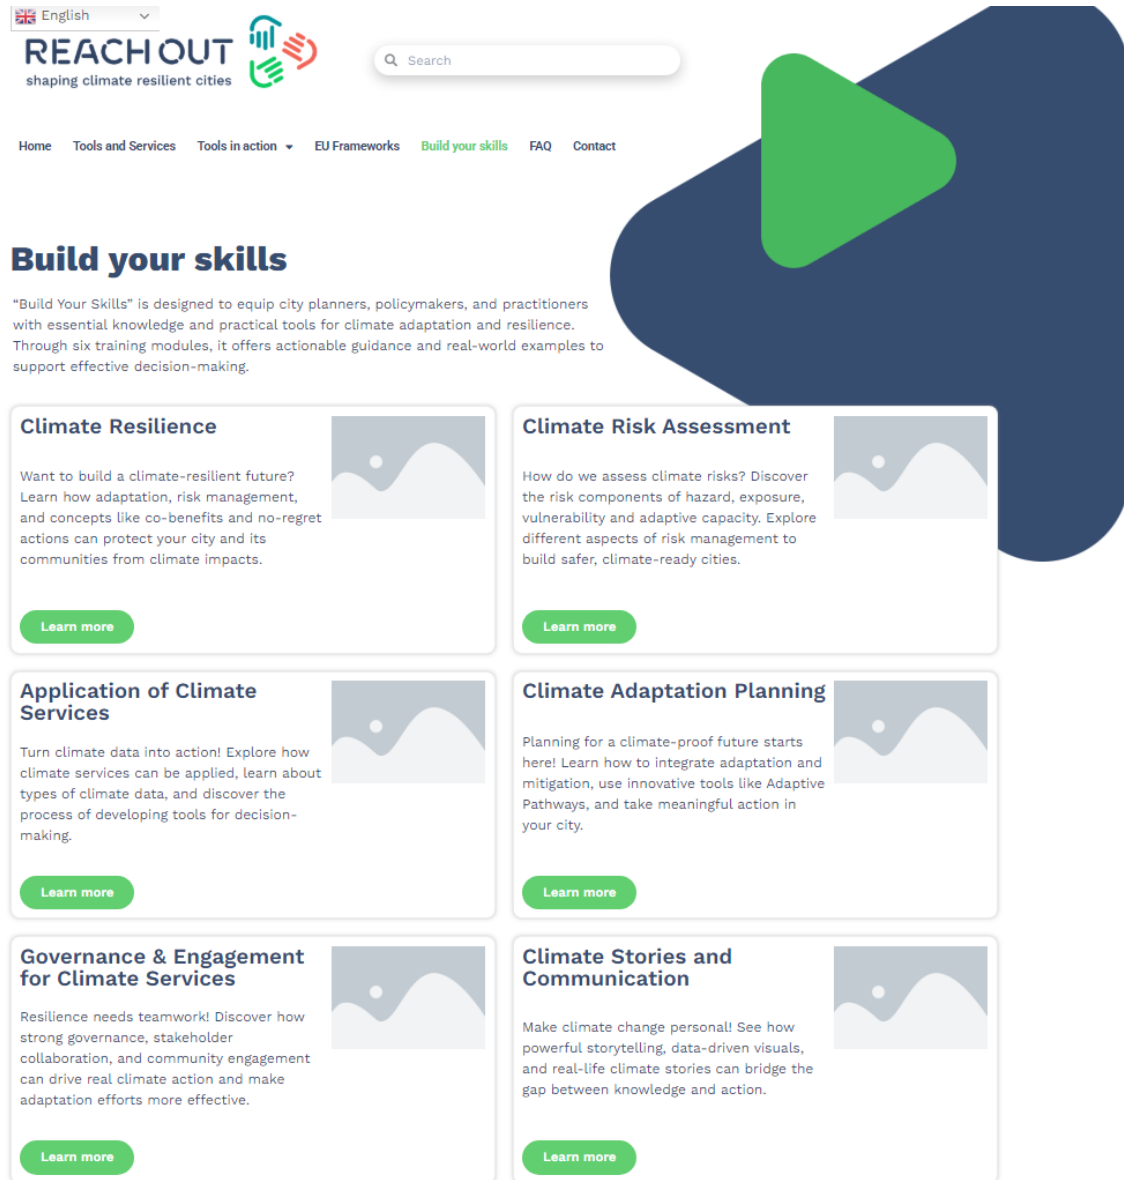 English
REACHOUT
shaping climate resilient cities
Search
Home Tools and Services Tools in action EU Frameworks Build your skills FAQ Contact
Build your skills
“Build Your Skills” is designed to equip city planners, policymakers, and practitioners
with essential knowledge and practical tools for climate adaptation and resilience.
Through six training modules, it offers actionable guidance and real-world examples to
support effective decision-making.
Climate Resilience
Want to build a climate-resilient future?
Learn how adaptation, risk management,
and concepts like co-benefits and no-regret
actions can protect your city and its
communities from climate impacts.
Learn more
Climate Risk Assessment
How do we assess climate risks? Discover
the risk components of hazard, exposure,
vulnerability and adaptive capacity. Explore
different aspects of risk management to
build safer, climate-ready cities.
Learn more
Application of Climate
Services
Turn climate data into action! Explore how
climate services can be applied, learn about
types of climate data, and discover the
process of developing tools for decision-
making.
Learn more
Climate Adaptation Planning
Planning for a climate-proof future starts
here! Learn how to integrate adaptation and
mitigation, use innovative tools like Adaptive
Pathways, and take meaningful action in
your city.
Learn more
Governance & Engagement
for Climate Services
Resilience needs teamwork! Discover how
strong governance, stakeholder
collaboration, and community engagement
can drive real climate action and make
adaptation efforts more effective.
Learn more
Climate Stories and
Communication
Make climate change personal! See how
powerful storytelling, data-driven visuals,
and real-life climate stories can bridge the
gap between knowledge and action.
Learn more